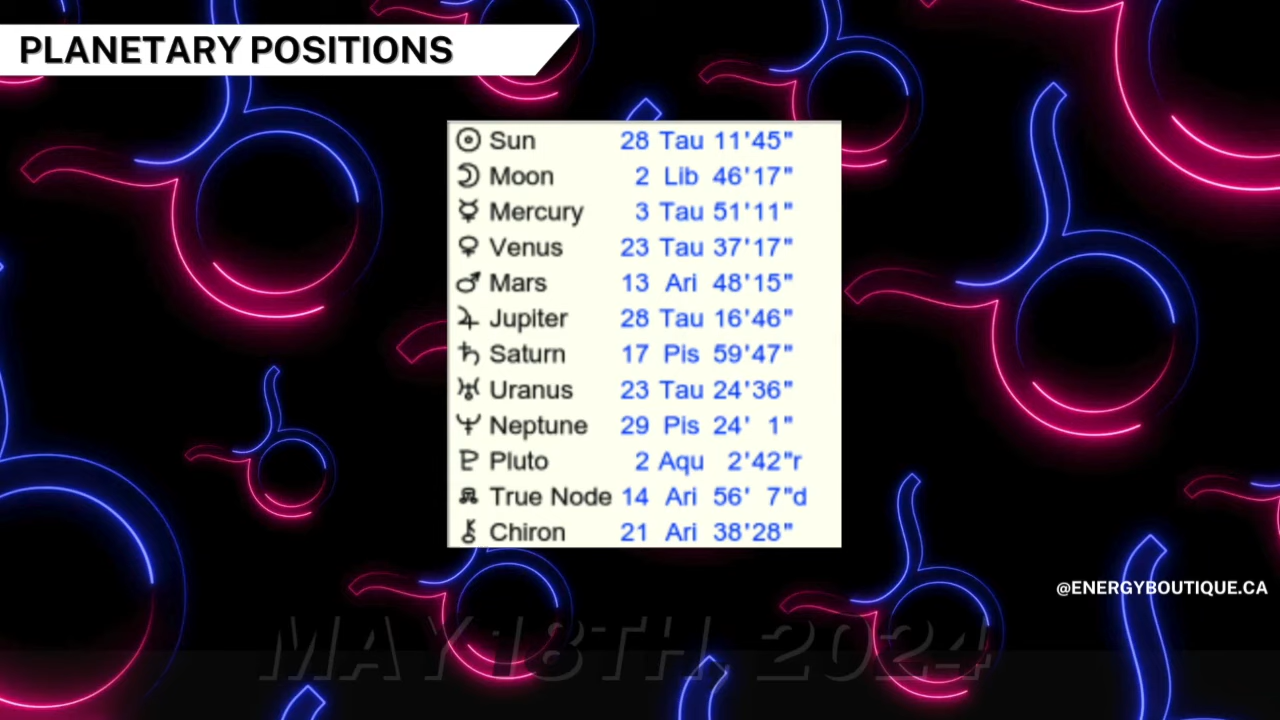 PLANETARY POSITIONS
Sun 28 Tau 11'45"
Moon 2 Lib 46'17"
Mercury 3 Tau 51'11"
Venus 23 Tau 37'17"
Mars 13 Ari 48'15"
Jupiter 28 Tau 16'46"
Saturn 17 Pis 59'47"
Uranus 23 Tau 24'36"
Neptune 29 Pis 24' 1"
Pluto 2 Aqu 2'42"r
True Node 14 Ari 56' 7"d
Chiron 21 Ari 38'28"
@ENERGYBOUTIQUE.CA
MAY 18TH, 2024